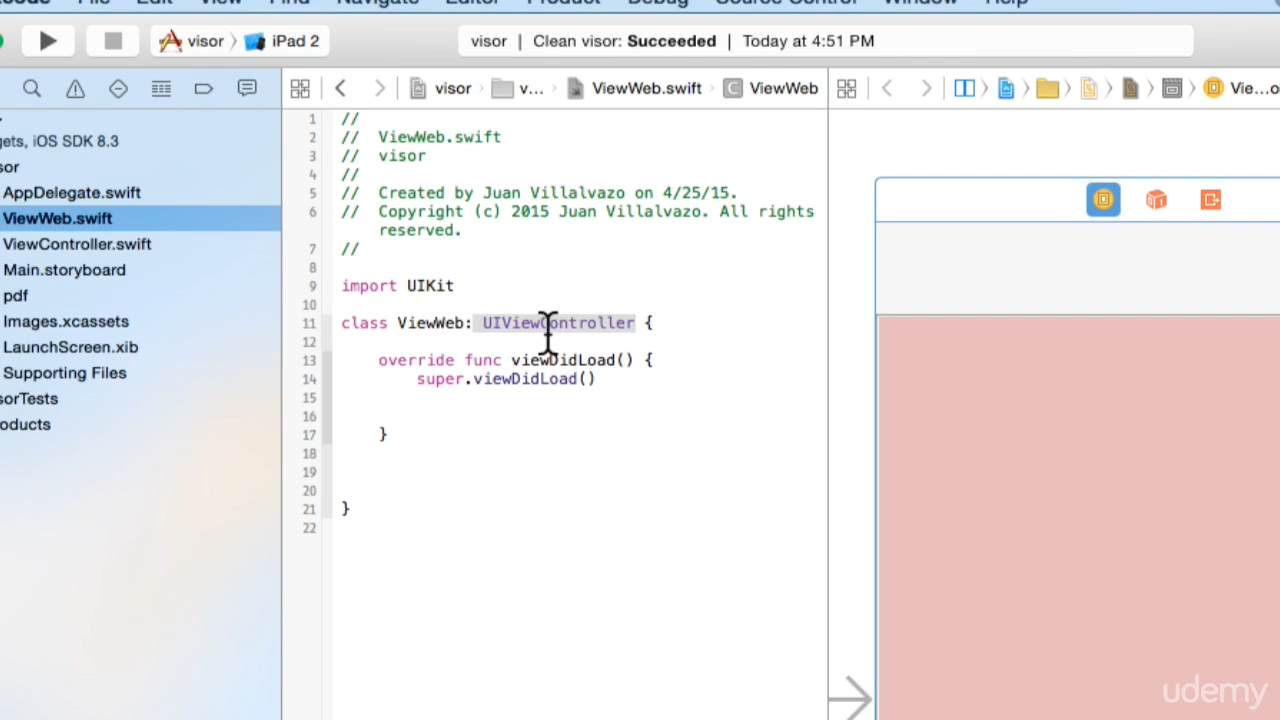 File Edit View Find Navigate Editor Product Debug Source Control Window Help
visor iPad 2
visor | Clean visor: Succeeded | Today at 4:51 PM
visor v... ViewWeb.swift ViewWeb
Vie...o
gets, iOS SDK 8.3
sor
AppDelegate.swift
ViewWeb.swift
ViewController.swift
Main.storyboard
pdf
Images.xcassets
LaunchScreen.xib
Supporting Files
sorTests
oducts
1 //
2 // ViewWeb.swift
3 // visor
4 //
5 // Created by Juan Villalvazo on 4/25/15.
6 // Copyright (c) 2015 Juan Villalvazo. All rights
reserved.
7 //
8
9 import UIKit
10
11 class ViewWeb: UIViewController {
12
13 override func viewDidLoad() {
14 super.viewDidLoad()
15
16
17 }
18
19
20
21 }
22
udemy